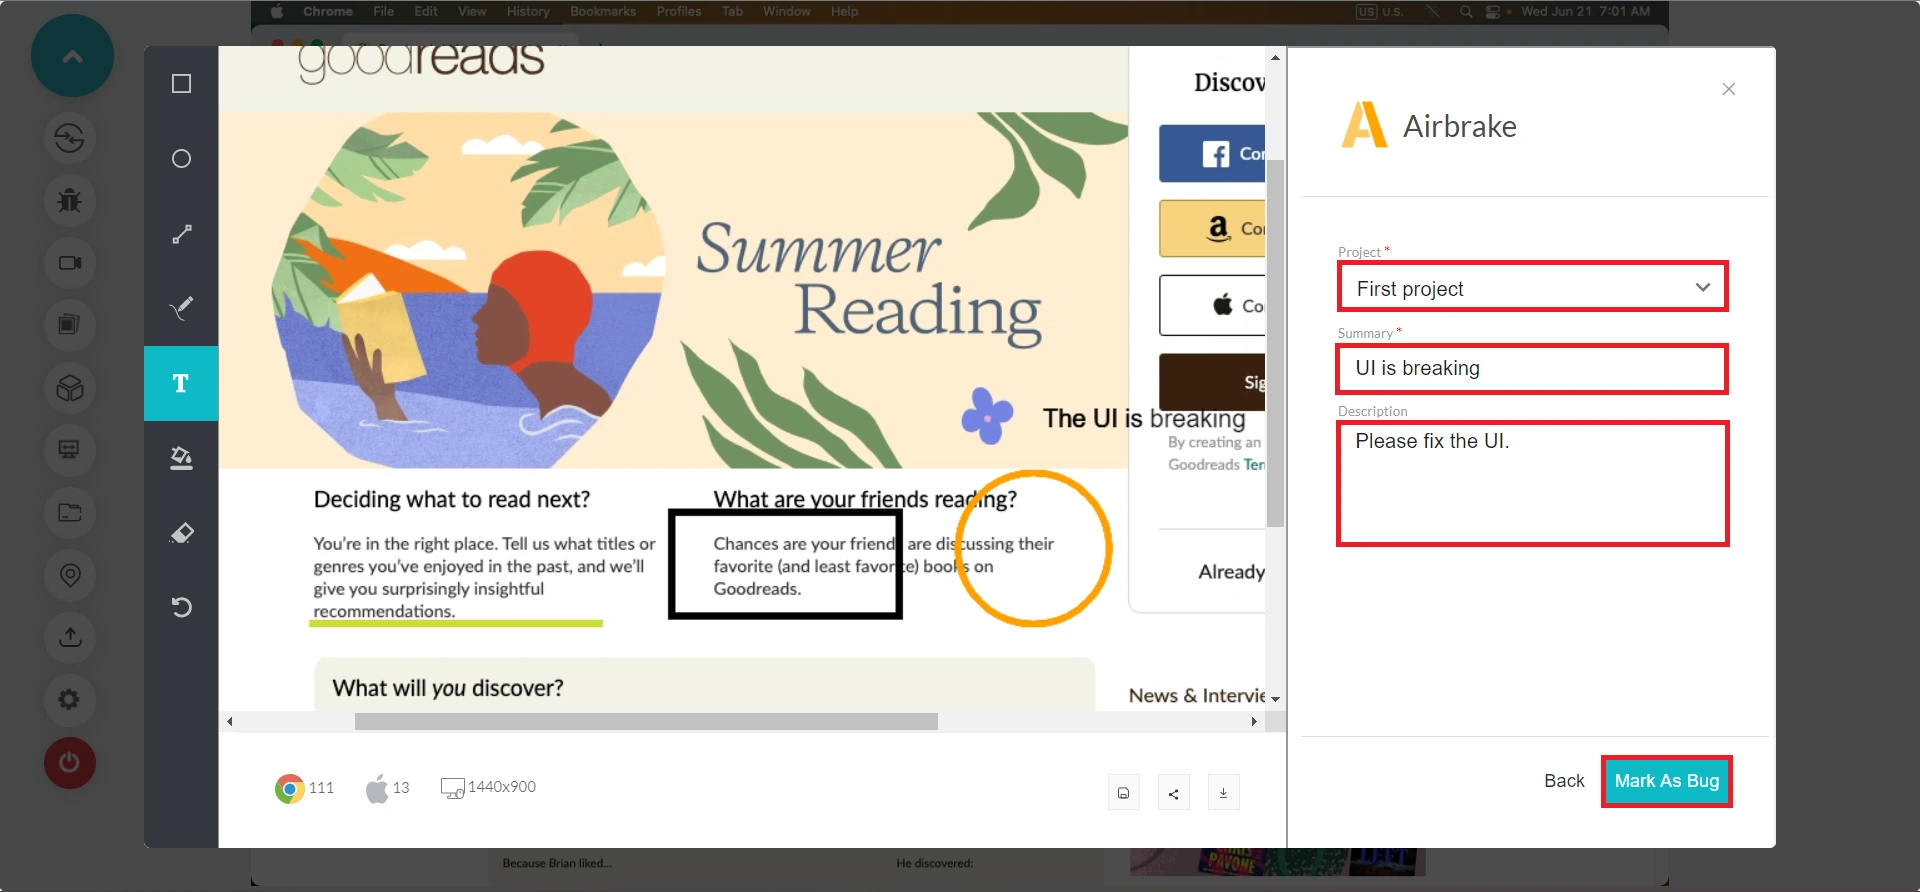 Chrome File Edit View History Bookmarks Profiles Tab Window Help
US U.S. Wed Jun 21 7:01 AM
goodreads
Summer
Reading
Discov
Con
Co
Co
Sig
The UI is breaking
By creating an
Goodreads Ter
Already
Deciding what to read next?
You're in the right place. Tell us what titles or
genres you've enjoyed in the past, and we'll
give you surprisingly insightful
recommendations.
What are your friends reading?
Chances are your friends are discussing their
favorite (and least favorite) books on
Goodreads.
What will you discover?
News & Intervie
T
111
13
1440x900
Because Brian liked...
He discovered:
PAVONE
Airbrake
Project *
First project
Summary *
UI is breaking
Description
Please fix the UI.
Back
Mark As Bug